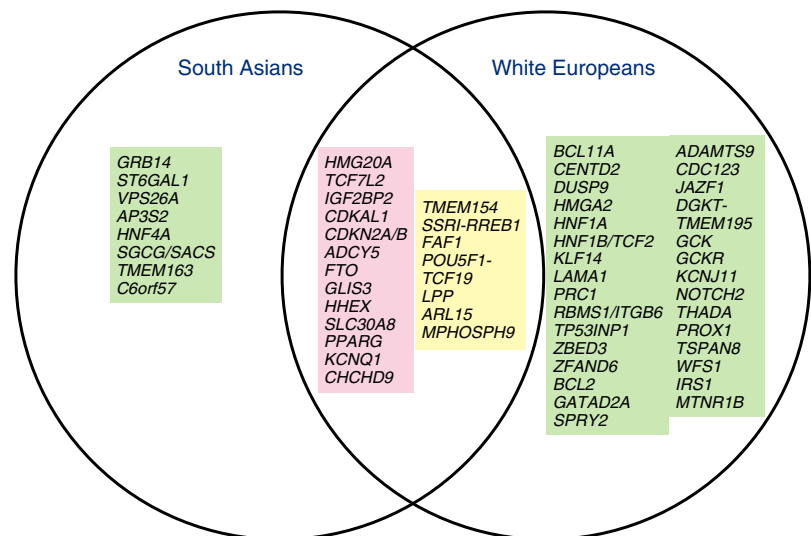 South Asians
White Europeans
GRB14
ST6GAL1
VPS26A
AP3S2
HNF4A
SGCG/SACS
TMEM163
C6orf57
HMG20A
TCF7L2
IGF2BP2
CDKAL1
CDKN2A/B
ADCY5
FTO
GLIS3
HHEX
SLC30A8
PPARG
KCNQ1
CHCHD9
TMEM154
SSRI-RREB1
FAF1
POU5F1-
TCF19
LPP
ARL15
MPHOSPH9
BCL11A
CENTD2
DUSP9
HMGA2
HNF1A
HNF1B/TCF2
KLF14
LAMA1
PRC1
RBMS1/ITGB6
TP53INP1
ZBED3
ZFAND6
BCL2
GATAD2A
SPRY2
ADAMTS9
CDC123
JAZF1
DGKT-
TMEM195
GCK
GCKR
KCNJ11
NOTCH2
THADA
PROX1
TSPAN8
WFS1
IRS1
MTNR1B